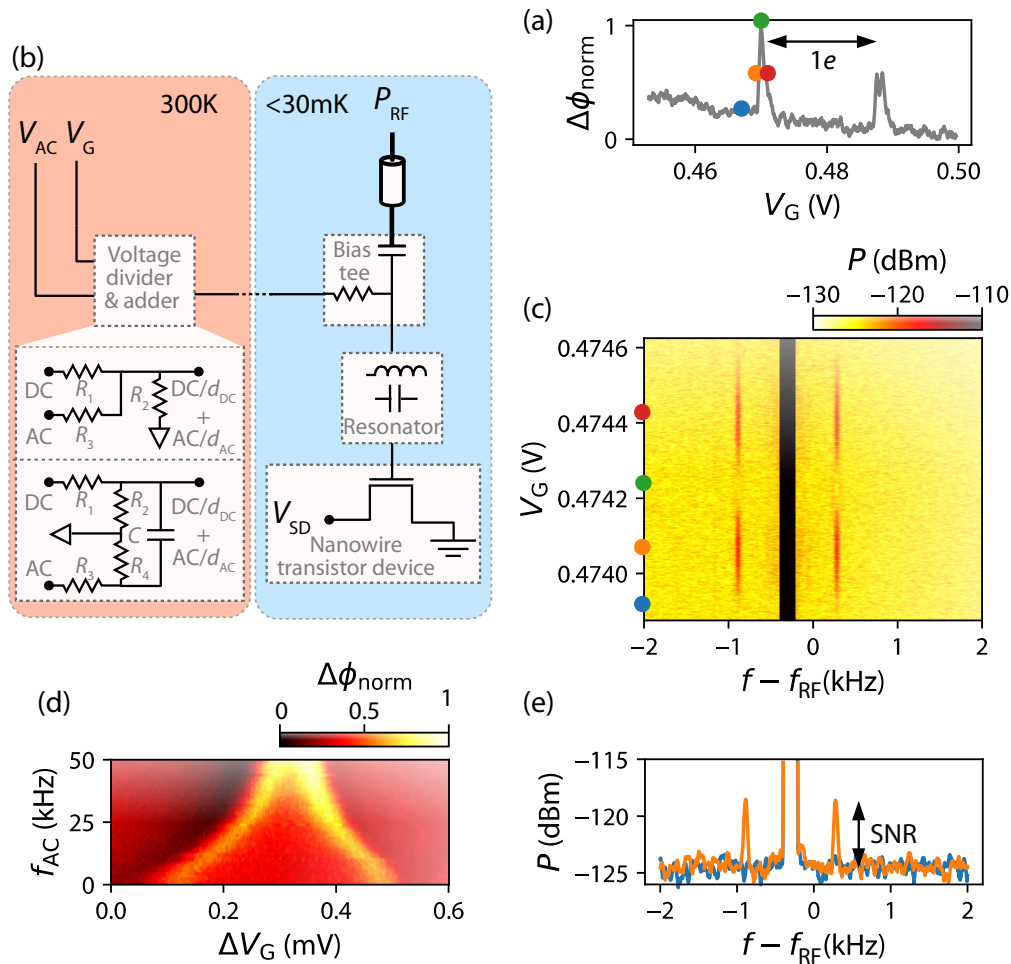 (a)
1
0
Δϕnorm
1e
0.46
0.48
0.50
VG (V)
(b)
300K
<30mK
VAC
VG
PRF
Voltage
divider
& adder
Bias
tee
Resonator
VSD
Nanowire
transistor device
DC
R1
R2
DC/dDC
+
AC/dAC
AC
R3
DC
R1
R2
DC/dDC
+
AC/dAC
C
AC
R3
R4
P (dBm)
−130
−120
−110
(c)
0.4746
0.4744
0.4742
0.4740
VG (V)
−2
−1
0
1
2
f − fRF(kHz)
(d)
Δϕnorm
0
0.5
1
50
25
0
fAC (kHz)
0.0
0.2
0.4
0.6
ΔVG (mV)
(e)
−115
−120
−125
P (dBm)
SNR
−2
−1
0
1
2
f − fRF(kHz)